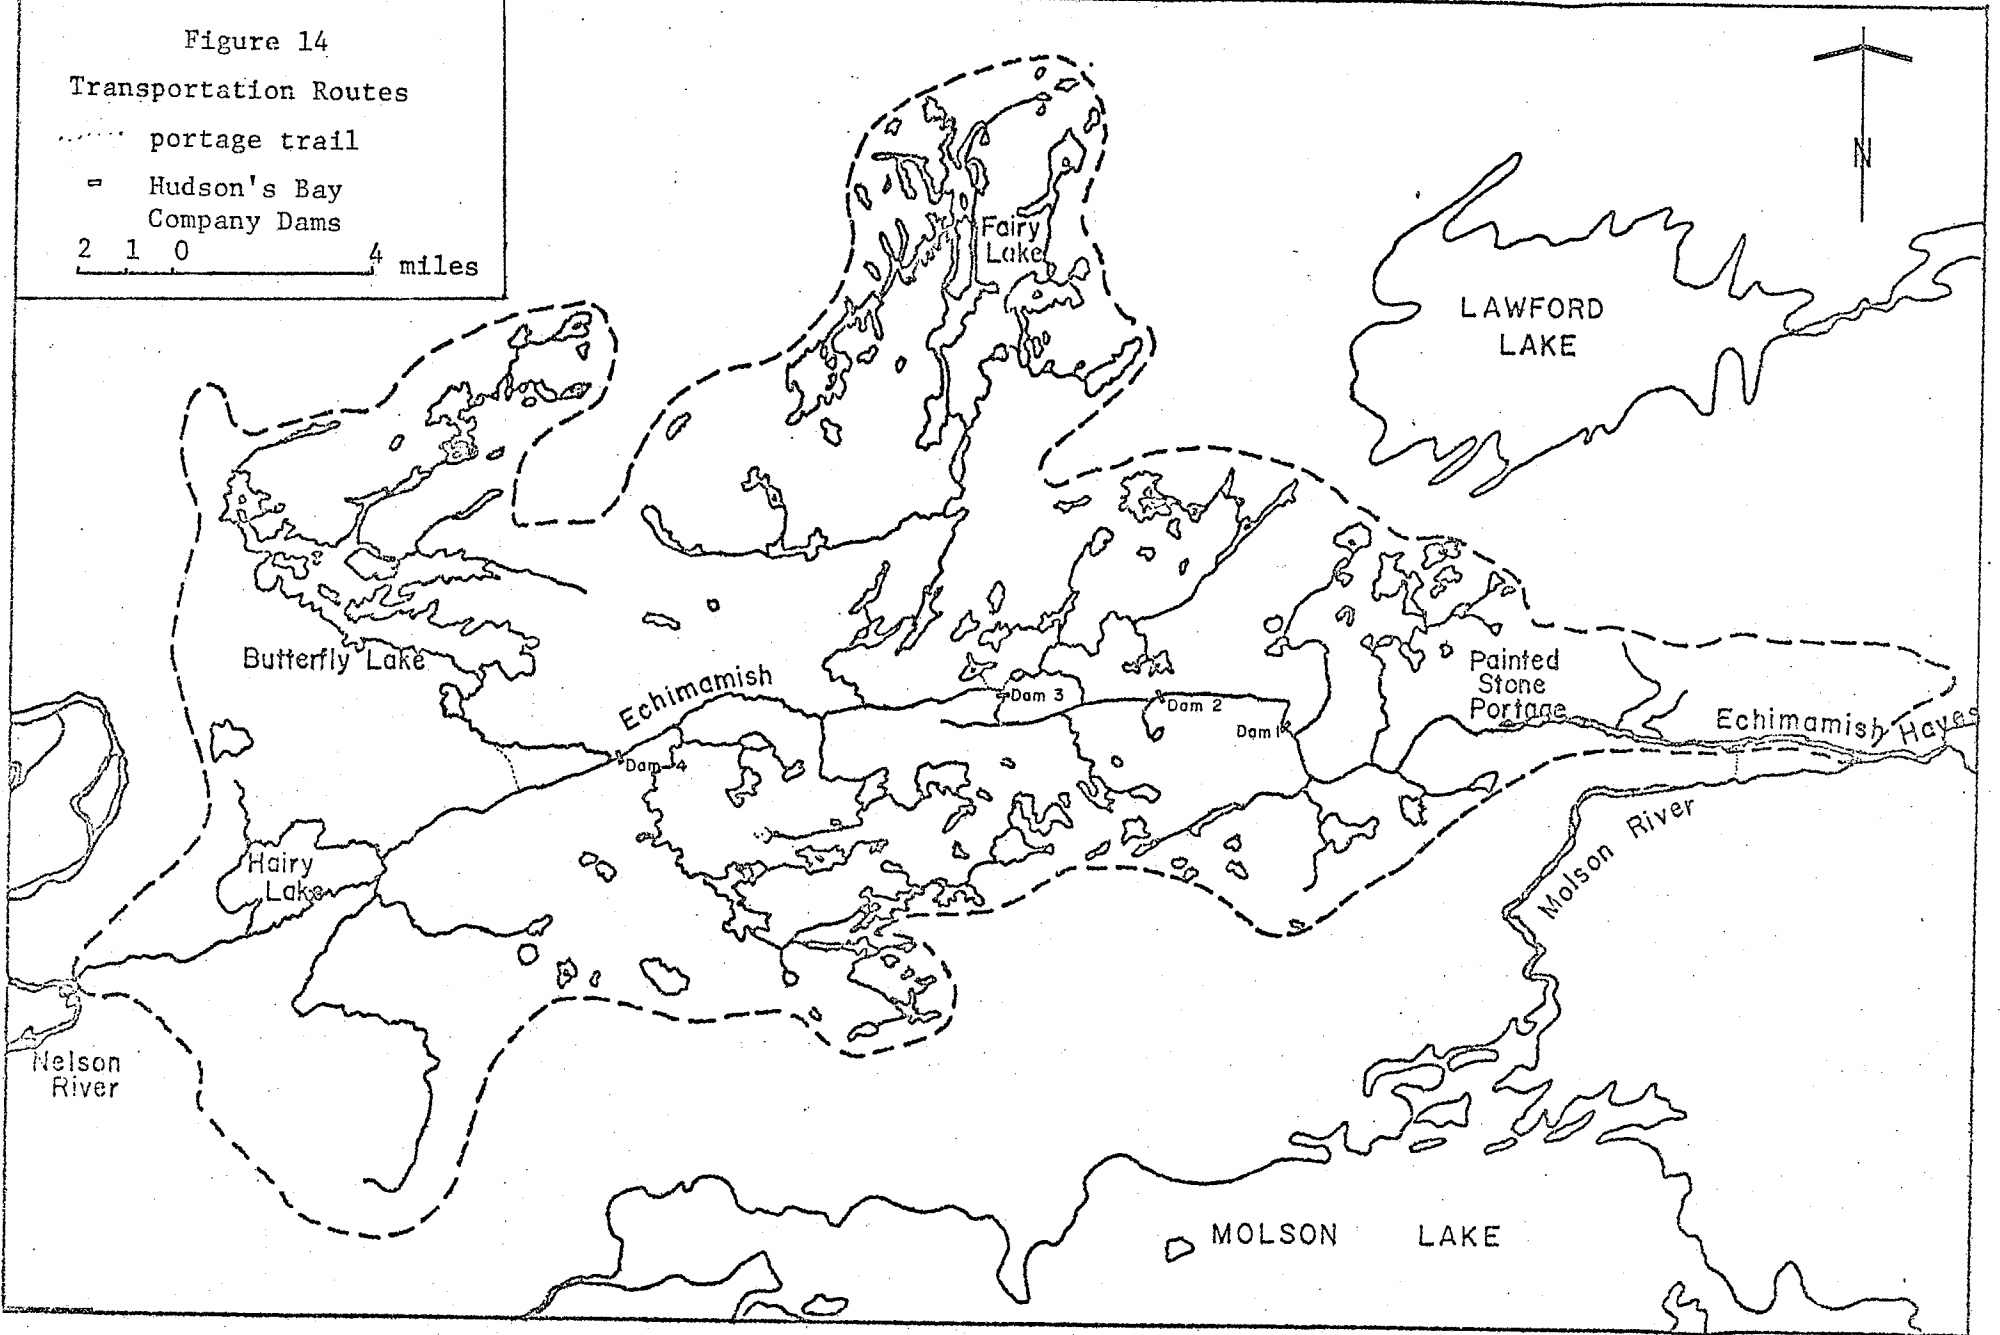 Figure 14
Transportation Routes
portage trail
Hudson's Bay
Company Dams
2 1 0 4 miles
N
Fairy
Lake
LAWFORD
LAKE
Butterfly Lake
Echimamish
Dam 3
Dam 2
Dam 1
Dam 4
Painted
Stone
Portage
Echimamish
Hayes
Molson River
Hairy
Lake
Nelson
River
MOLSON LAKE